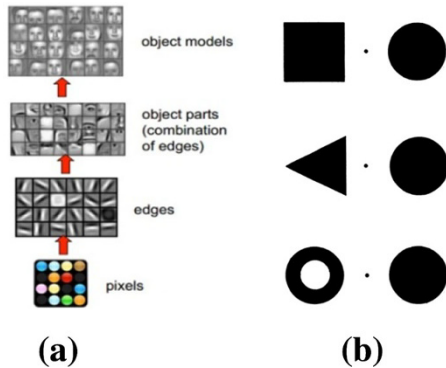 object models
object parts
(combination
of edges)
edges
pixels
(a)
(b)